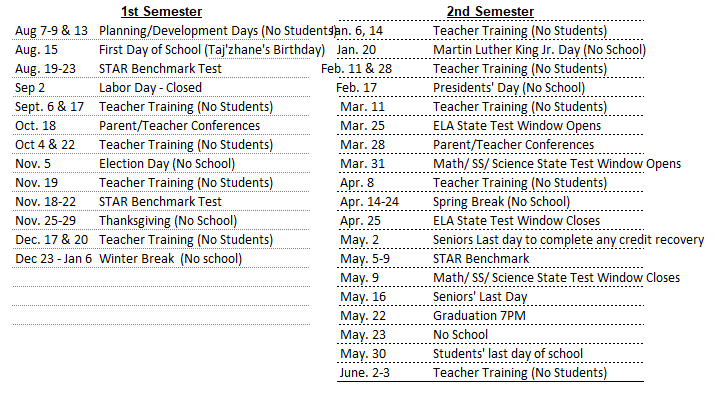 1st Semester
Aug 7-9 & 13 Planning/Development Days (No Students)
Aug. 15 First Day of School (Taj'zhane's Birthday)
Aug. 19-23 STAR Benchmark Test
Sep 2 Labor Day - Closed
Sept. 6 & 17 Teacher Training (No Students)
Oct. 18 Parent/Teacher Conferences
Oct 4 & 22 Teacher Training (No Students)
Nov. 5 Election Day (No School)
Nov. 19 Teacher Training (No Students)
Nov. 18-22 STAR Benchmark Test
Nov. 25-29 Thanksgiving (No School)
Dec. 17 & 20 Teacher Training (No Students)
Dec 23 - Jan 6 Winter Break (No school)
2nd Semester
Jan. 6, 14 Teacher Training (No Students)
Jan. 20 Martin Luther King Jr. Day (No School)
Feb. 11 & 28 Teacher Training (No Students)
Feb. 17 Presidents' Day (No School)
Mar. 11 Teacher Training (No Students)
Mar. 25 ELA State Test Window Opens
Mar. 28 Parent/Teacher Conferences
Mar. 31 Math/ SS/ Science State Test Window Opens
Apr. 8 Teacher Training (No Students)
Apr. 14-24 Spring Break (No School)
Apr. 25 ELA State Test Window Closes
May. 2 Seniors Last day to complete any credit recovery
May. 5-9 STAR Benchmark
May. 9 Math/ SS/ Science State Test Window Closes
May. 16 Seniors' Last Day
May. 22 Graduation 7PM
May. 23 No School
May. 30 Students' last day of school
June. 2-3 Teacher Training (No Students)